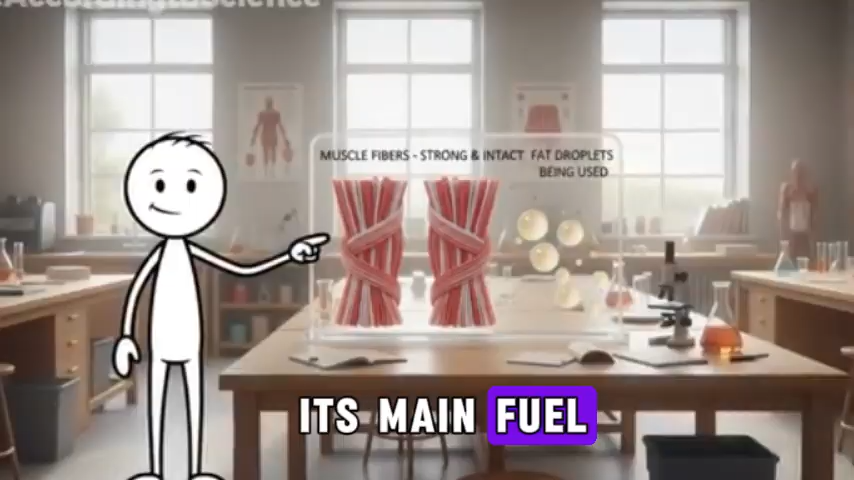 MUSCLE FIBERS - STRONG & INTACT FAT DROPLETS
BEING USED
ITS MAIN FUEL